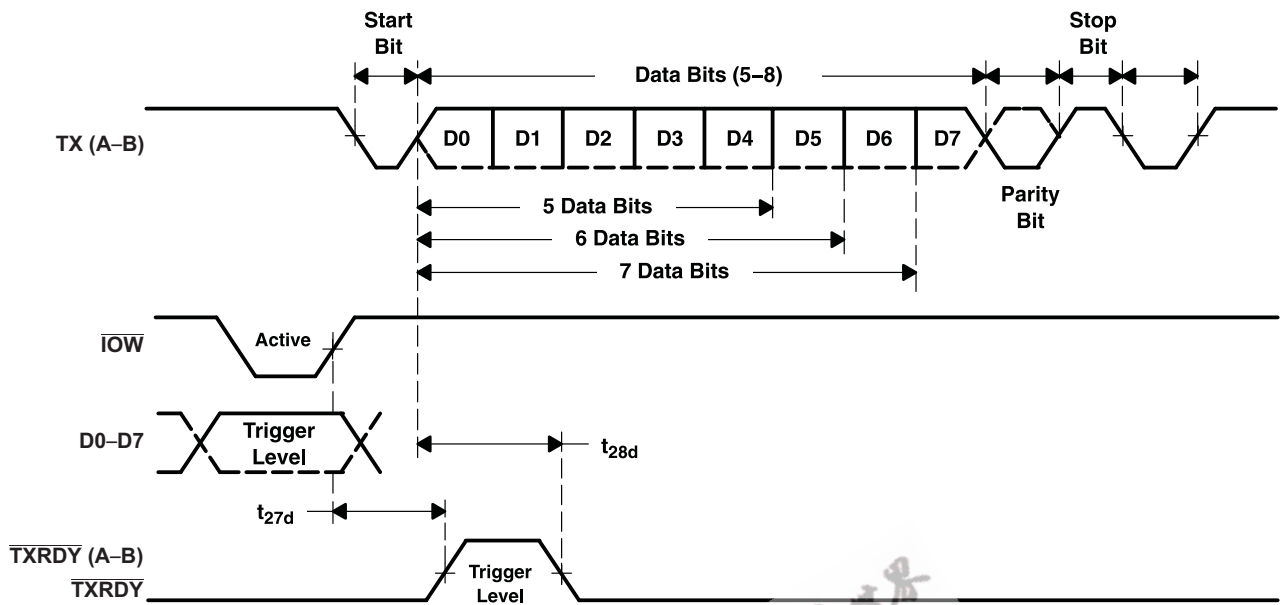 Start
Bit
Stop
Bit
Data Bits (5–8)
TX (A–B)
D0 D1 D2 D3 D4 D5 D6 D7
Parity
Bit
5 Data Bits
6 Data Bits
7 Data Bits
IOW
Active
D0–D7
Trigger
Level
t28d
t27d
TXRDY (A–B)
TXRDY
Trigger
Level